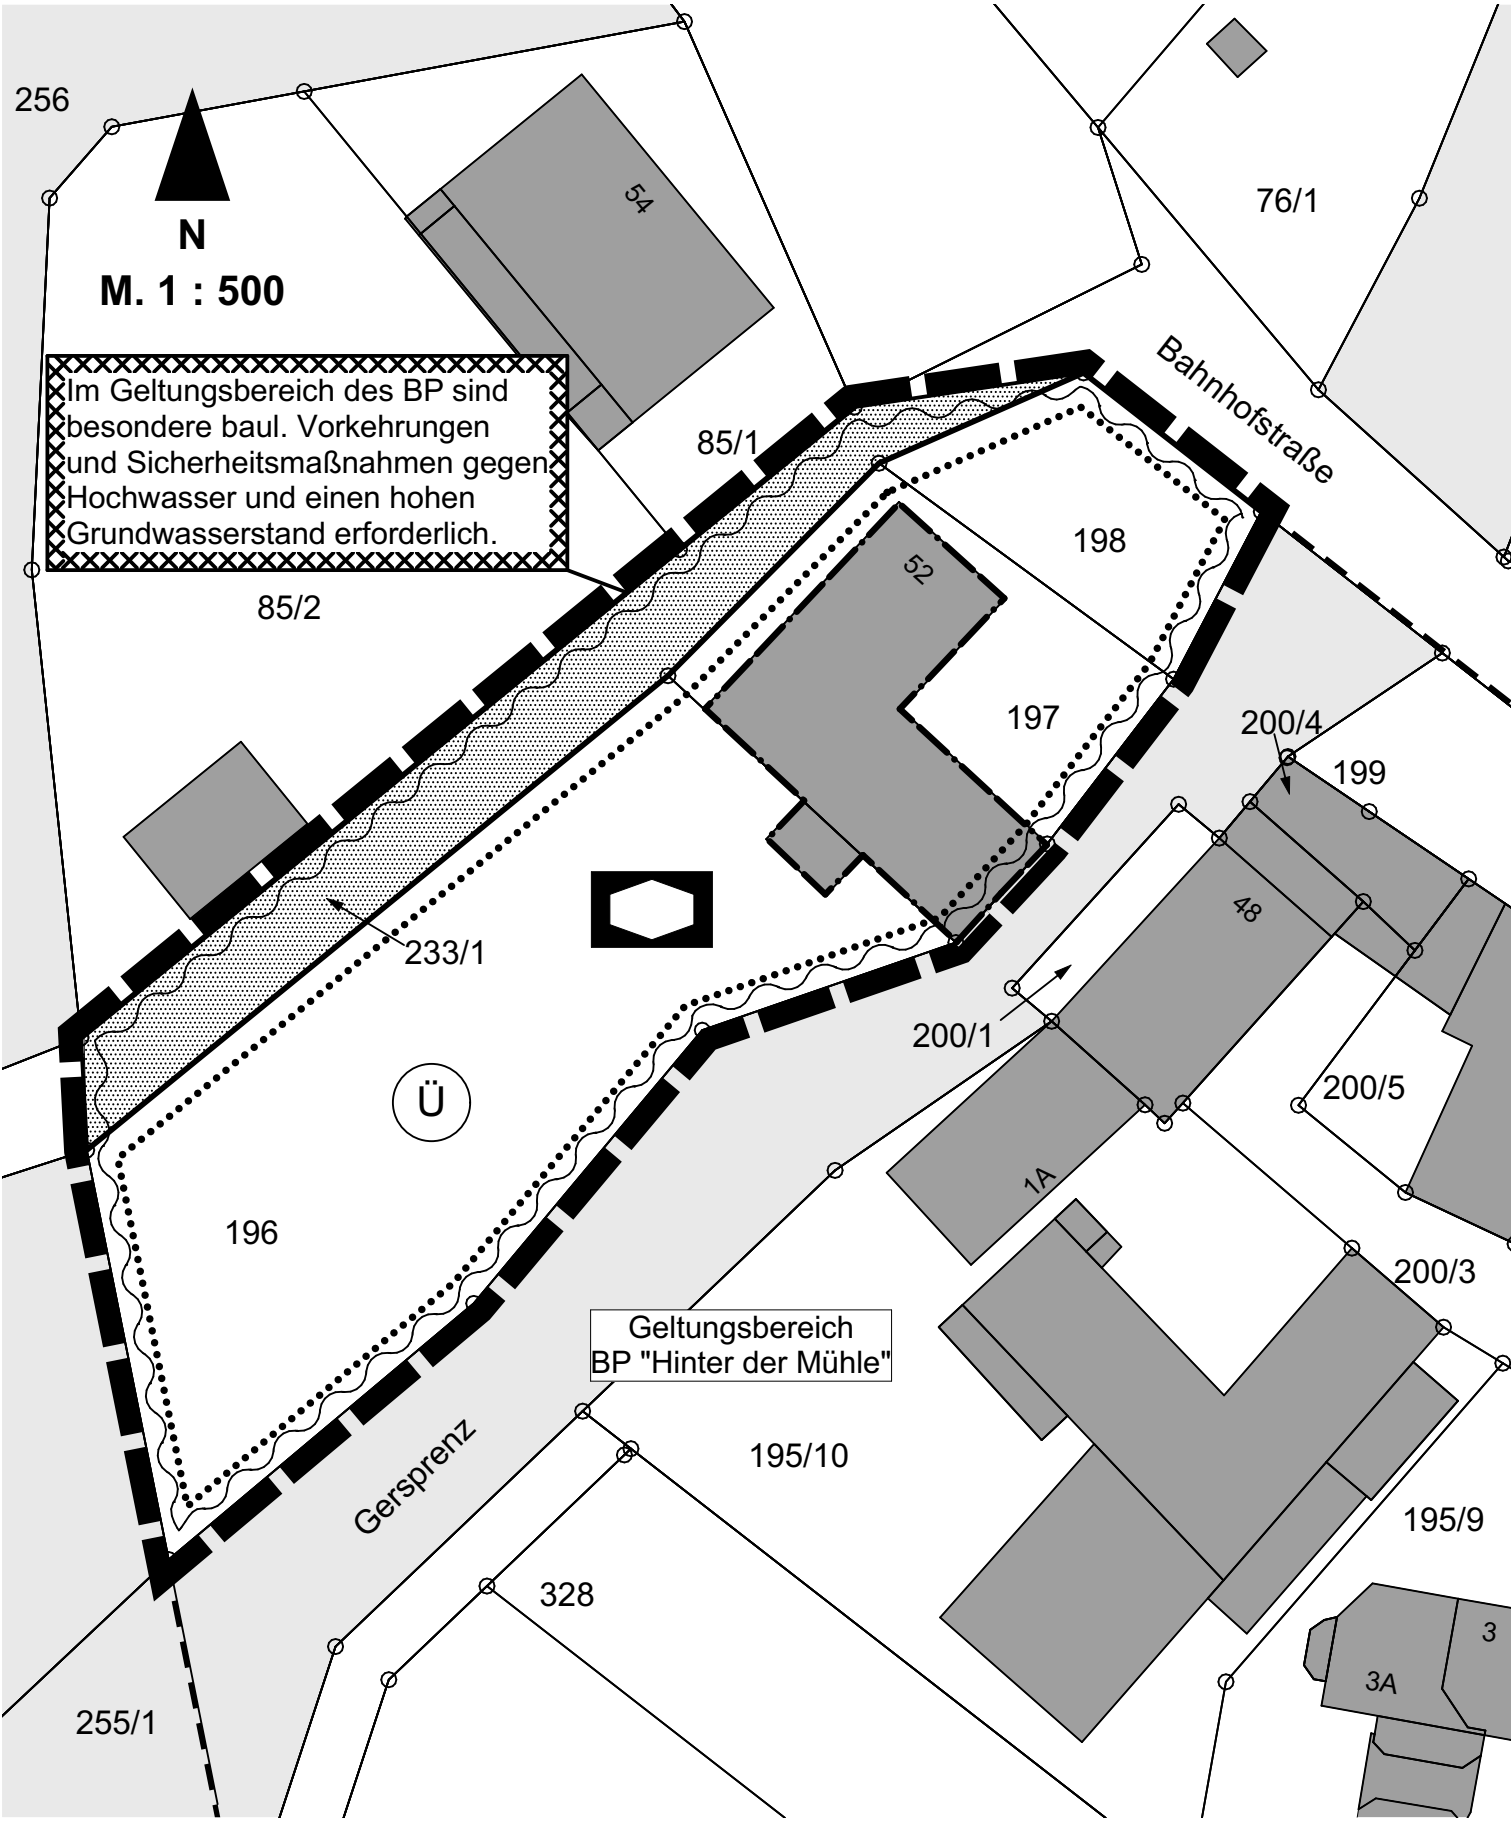 256
54
76/1
N
M. 1 : 500
Bahnhofstraße
Im Geltungsbereich des BP sind
besondere baul. Vorkehrungen
und Sicherheitsmaßnahmen gegen
Hochwasser und einen hohen
Grundwasserstand erforderlich.
85/1
198
52
85/2
197
200/4
199
48
233/1
200/1
Ü
200/5
1A
196
200/3
Geltungsbereich
BP "Hinter der Mühle"
195/10
Gersprenz
195/9
328
3
3A
255/1